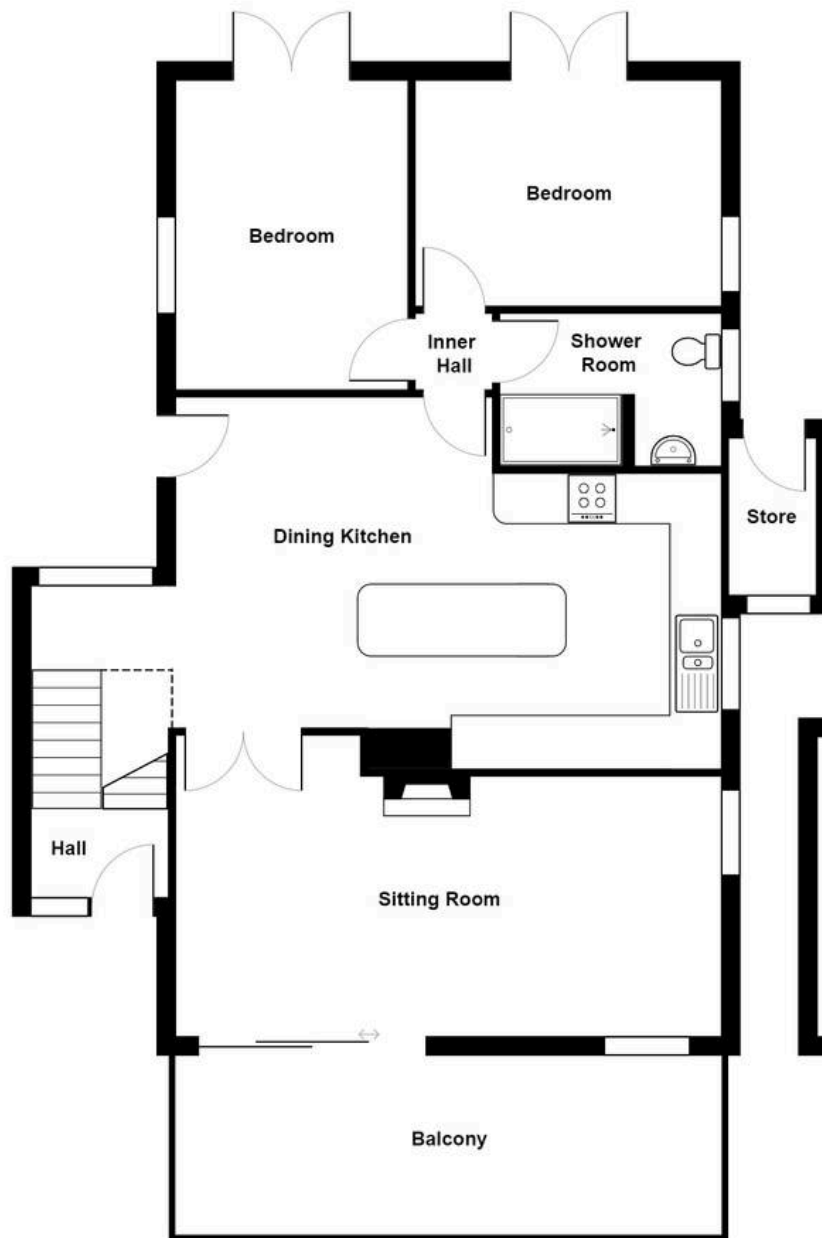 Bedroom
Bedroom
Inner
Hall
Shower
Room
Store
Dining Kitchen
Hall
Sitting Room
Balcony